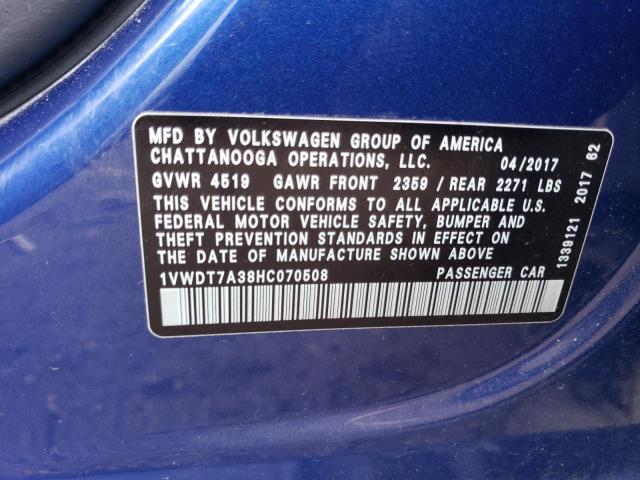 MFD BY VOLKSWAGEN GROUP OF AMERICA
CHATTANOOGA OPERATIONS, LLC. 04/2017
GVWR 4519 GAWR FRONT 2359 / REAR 2271 LBS
THIS VEHICLE CONFORMS TO ALL APPLICABLE U.S.
FEDERAL MOTOR VEHICLE SAFETY, BUMPER AND
THEFT PREVENTION STANDARDS IN EFFECT ON
THE DATE OF MANUFACTURE SHOWN ABOVE
1VWDT7A38HC070508 PASSENGER CAR
1339121 2017 62